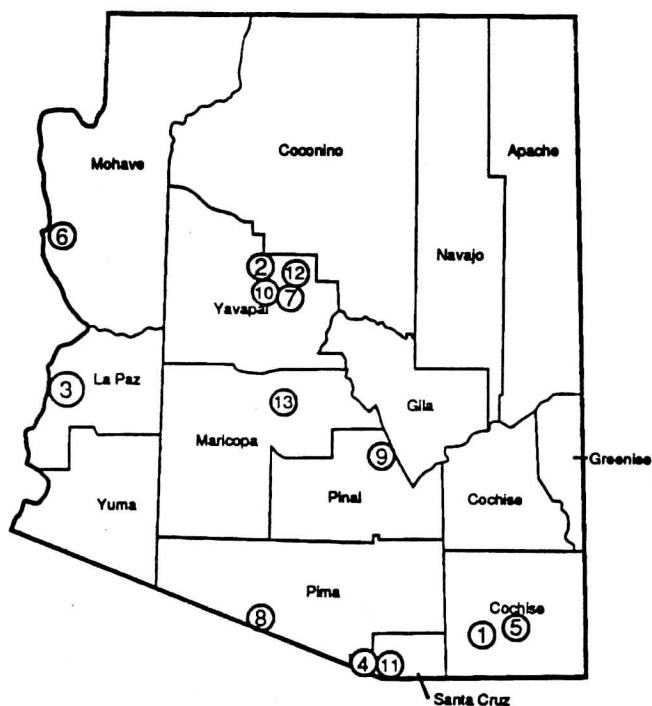 Mohave
Coconino
Apache
Navajo
6
2
12
10
7
Yavapai
3
La Paz
13
Gila
Maricopa
9
Greenlee
Yuma
Pinal
Cochise
Pima
8
Cochise
1
5
4
11
Santa Cruz